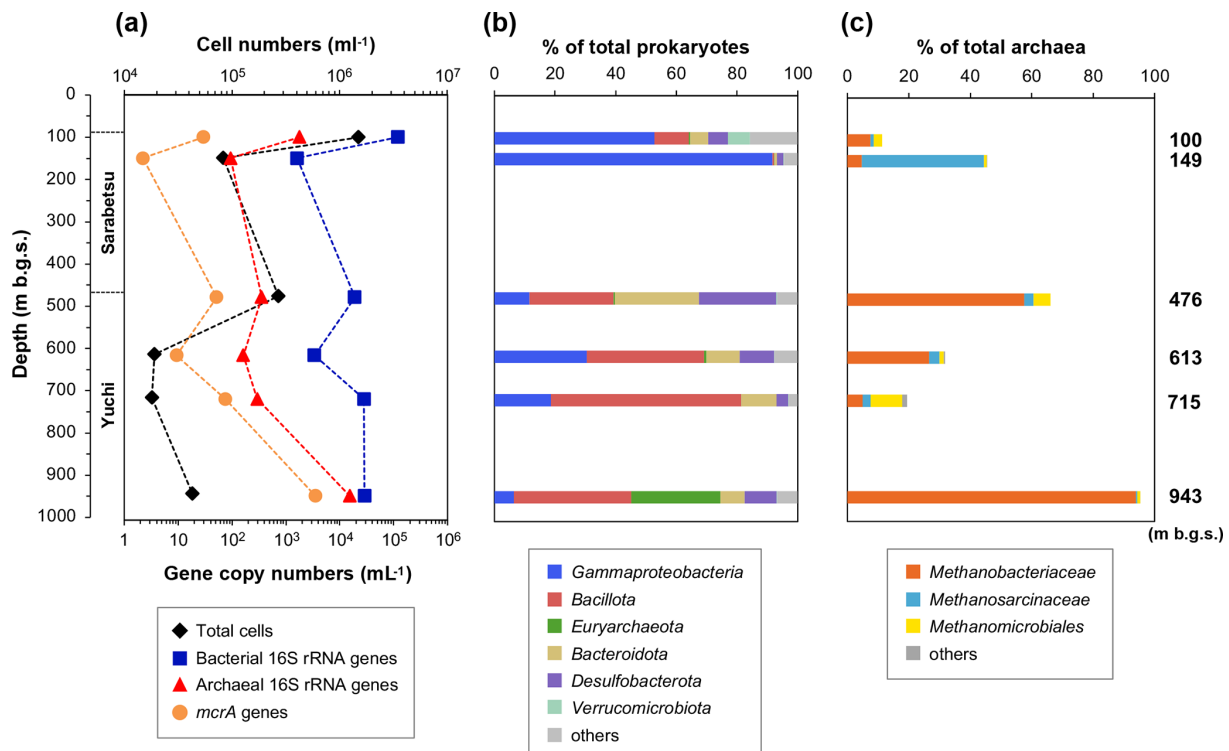 (a)
Cell numbers (ml-1)
10⁴ 10⁵ 10⁶ 10⁷
Depth (m b.g.s.)
0
100
200
300
400
500
600
700
800
900
1000
Sarabetsu
Yuchi
1 10 10² 10³ 10⁴ 10⁵ 10⁶
Gene copy numbers (mL-1)
Total cells
Bacterial 16S rRNA genes
Archaeal 16S rRNA genes
mcrA genes
(b)
% of total prokaryotes
0 20 40 60 80 100
Gammaproteobacteria
Bacillota
Euryarchaeota
Bacteroidota
Desulfobacterota
Verrucomicrobiota
others
(c)
% of total archaea
0 20 40 60 80 100
100
149
476
613
715
943
(m b.g.s.)
Methanobacteriaceae
Methanosarcinaceae
Methanomicrobiales
others